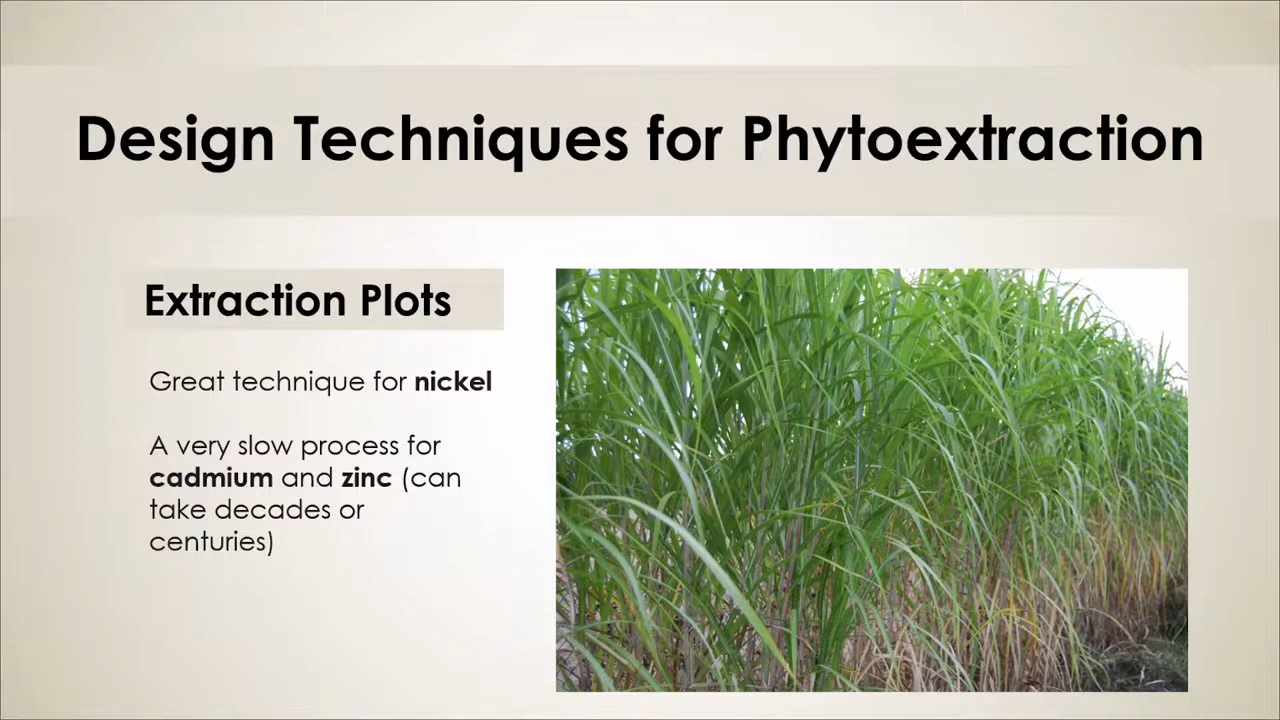 Design Techniques for Phytoextraction
Extraction Plots
Great technique for nickel
A very slow process for
cadmium and zinc (can
take decades or
centuries)